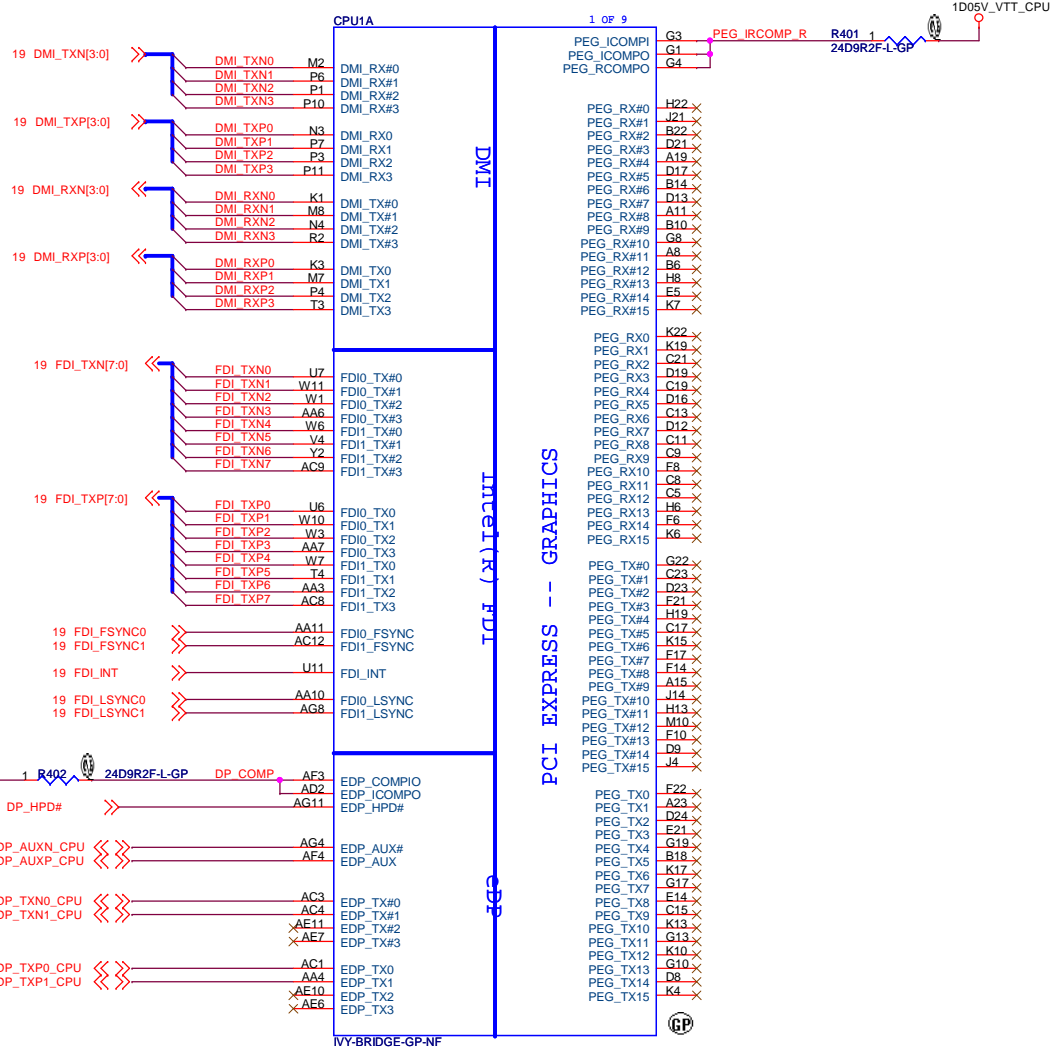 CPU1A
1 OF 9
1D05V_VTT_CPU
19 DMI_TXN[3:0]
DMI_TXN0 M2 DMI_RX#0
DMI_TXN1 P6 DMI_RX#1
DMI_TXN2 P1 DMI_RX#2
DMI_TXN3 P10 DMI_RX#3
19 DMI_TXP[3:0]
DMI_TXP0 N3 DMI_RX0
DMI_TXP1 P7 DMI_RX1
DMI_TXP2 P3 DMI_RX2
DMI_TXP3 P11 DMI_RX3
19 DMI_RXN[3:0]
DMI_RXN0 K1 DMI_TX#0
DMI_RXN1 M8 DMI_TX#1
DMI_RXN2 N4 DMI_TX#2
DMI_RXN3 R2 DMI_TX#3
19 DMI_RXP[3:0]
DMI_RXP0 K3 DMI_TX0
DMI_RXP1 M7 DMI_TX1
DMI_RXP2 P4 DMI_TX2
DMI_RXP3 T3 DMI_TX3
DMI
19 FDI_TXN[7:0]
FDI_TXN0 U7 FDI0_TX#0
FDI_TXN1 W11 FDI0_TX#1
FDI_TXN2 W1 FDI0_TX#2
FDI_TXN3 AA6 FDI0_TX#3
FDI_TXN4 W6 FDI1_TX#0
FDI_TXN5 V4 FDI1_TX#1
FDI_TXN6 Y2 FDI1_TX#2
FDI_TXN7 AC9 FDI1_TX#3
19 FDI_TXP[7:0]
FDI_TXP0 U6 FDI0_TX0
FDI_TXP1 W10 FDI0_TX1
FDI_TXP2 W3 FDI0_TX2
FDI_TXP3 AA7 FDI0_TX3
FDI_TXP4 W7 FDI1_TX0
FDI_TXP5 T4 FDI1_TX1
FDI_TXP6 AA3 FDI1_TX2
FDI_TXP7 AC8 FDI1_TX3
19 FDI_FSYNC0 AA11 FDI0_FSYNC
19 FDI_FSYNC1 AC12 FDI1_FSYNC
19 FDI_INT U11 FDI_INT
19 FDI_LSYNC0 AA10 FDI0_LSYNC
19 FDI_LSYNC1 AG8 FDI1_LSYNC
Intel(R) FDI
1 R402 24D9R2F-L-GP DP_COMP AF3 EDP_COMPIO
AD2 EDP_ICOMPO
DP_HPD# AG11 EDP_HPD#
DP_AUXN_CPU AG4 EDP_AUX#
DP_AUXP_CPU AF4 EDP_AUX
DP_TXN0_CPU AC3 EDP_TX#0
DP_TXN1_CPU AC4 EDP_TX#1
AE11 EDP_TX#2
AE7 EDP_TX#3
DP_TXP0_CPU AC1 EDP_TX0
DP_TXP1_CPU AA4 EDP_TX1
AE10 EDP_TX2
AE6 EDP_TX3
eDP
IVY-BRIDGE-GP-NF
PEG_ICOMPI G3 PEG_IRCOMP_R R401 1
24D9R2F-L-GP
PEG_ICOMPO G1
PEG_RCOMPO G4
PEG_RX#0 H22
PEG_RX#1 J21
PEG_RX#2 B22
PEG_RX#3 D21
PEG_RX#4 A19
PEG_RX#5 D17
PEG_RX#6 B14
PEG_RX#7 D13
PEG_RX#8 A11
PEG_RX#9 B10
PEG_RX#10 G8
PEG_RX#11 A8
PEG_RX#12 B6
PEG_RX#13 H8
PEG_RX#14 E5
PEG_RX#15 K7
PEG_RX0 K22
PEG_RX1 K19
PEG_RX2 C21
PEG_RX3 D19
PEG_RX4 C19
PEG_RX5 D16
PEG_RX6 C13
PEG_RX7 D12
PEG_RX8 C11
PEG_RX9 C9
PEG_RX10 F8
PEG_RX11 C8
PEG_RX12 C5
PEG_RX13 H6
PEG_RX14 F6
PEG_RX15 K6
PEG_TX#0 G22
PEG_TX#1 C23
PEG_TX#2 D23
PEG_TX#3 F21
PEG_TX#4 H19
PEG_TX#5 C17
PEG_TX#6 K15
PEG_TX#7 F17
PEG_TX#8 F14
PEG_TX#9 A15
PEG_TX#10 J14
PEG_TX#11 H13
PEG_TX#12 M10
PEG_TX#13 F10
PEG_TX#14 D9
PEG_TX#15 J4
PEG_TX0 F22
PEG_TX1 A23
PEG_TX2 D24
PEG_TX3 E21
PEG_TX4 G19
PEG_TX5 B18
PEG_TX6 K17
PEG_TX7 G17
PEG_TX8 E14
PEG_TX9 C15
PEG_TX10 K13
PEG_TX11 G13
PEG_TX12 K10
PEG_TX13 G10
PEG_TX14 D8
PEG_TX15 K4
PCI EXPRESS -- GRAPHICS
GP